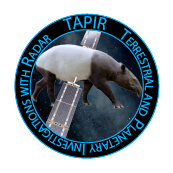 TAPIR
TERRESTRIAL AND PLANETARY INVESTIGATIONS WITH RADAR